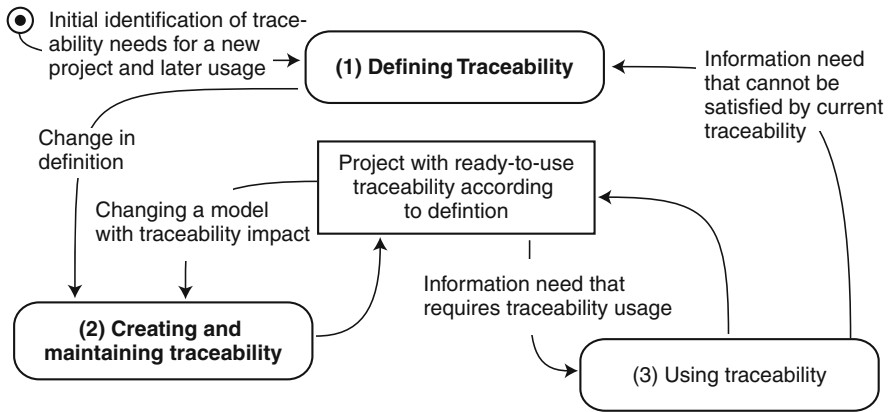 Initial identification of trace-
ability needs for a new
project and later usage
(1) Defining Traceability
Information need
that cannot be
satisfied by current
traceability
Change in
definition
Project with ready-to-use
traceability according
to defintion
Changing a model
with traceability impact
Information need that
requires traceability usage
(2) Creating and
maintaining traceability
(3) Using traceability